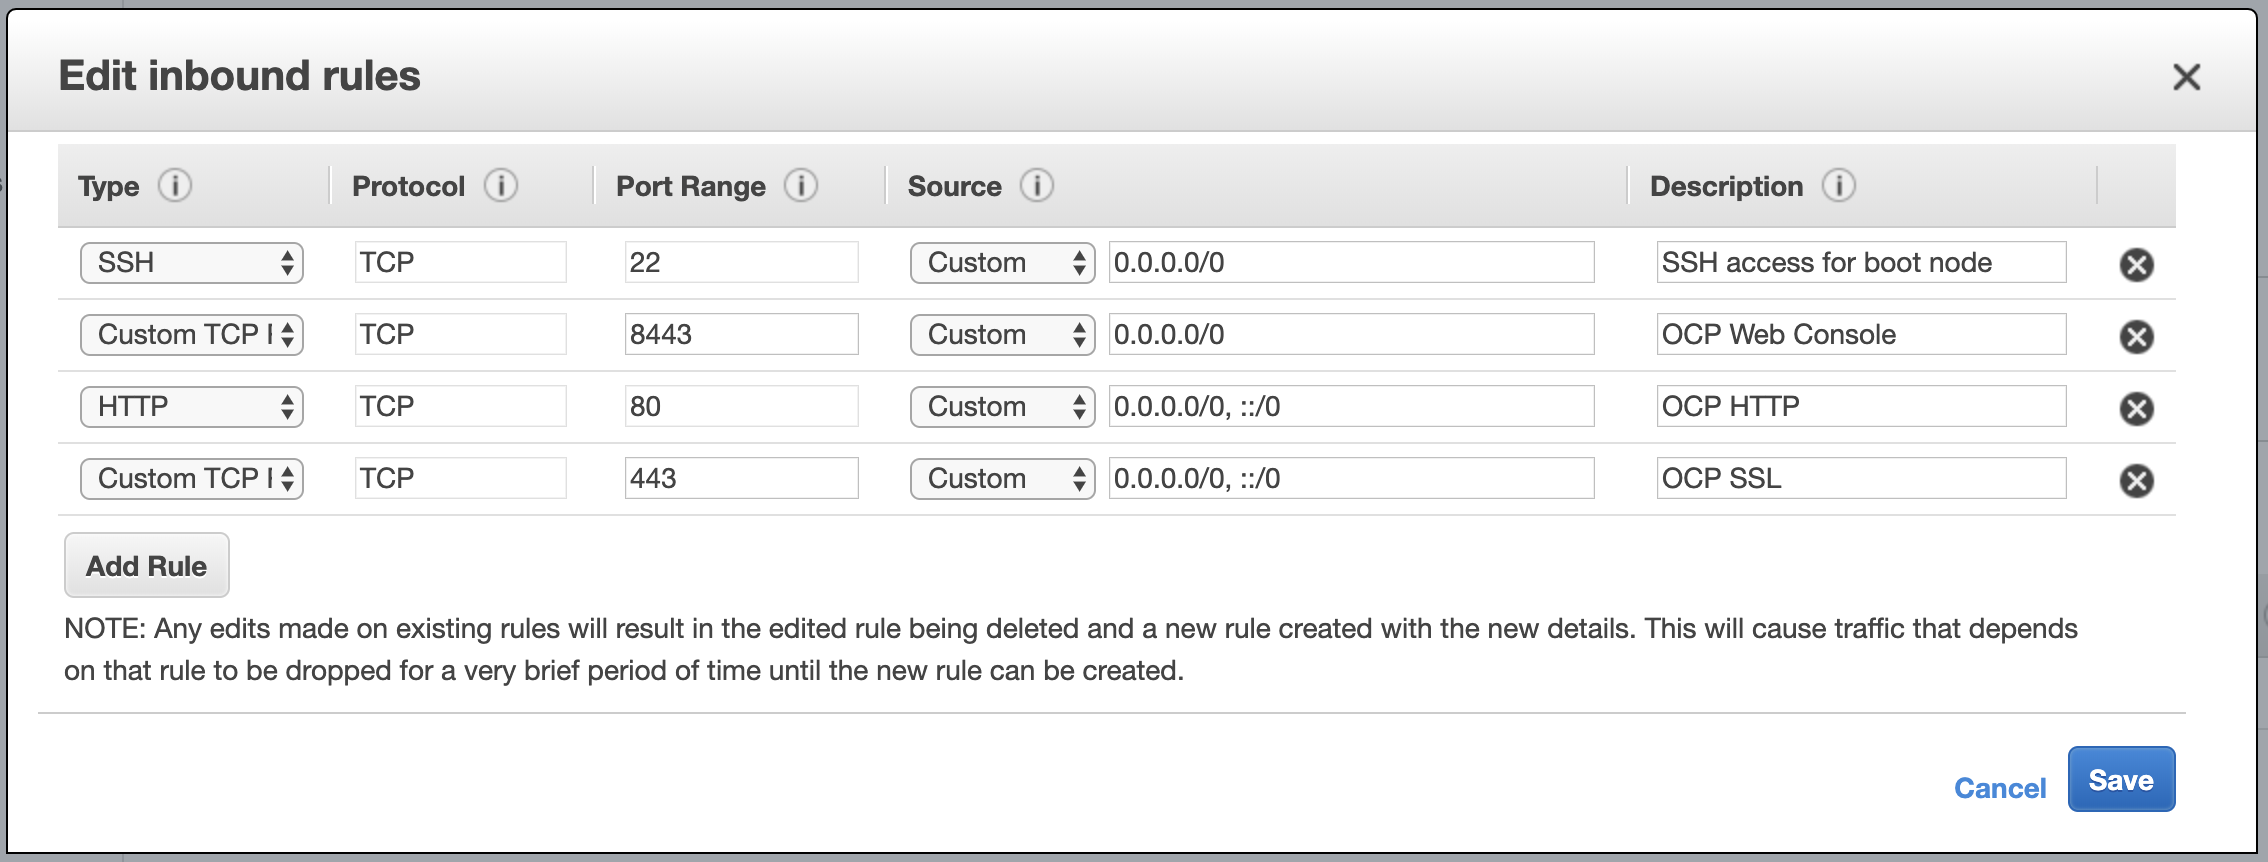 Edit inbound rules
Type Protocol Port Range Source Description
SSH TCP 22 Custom 0.0.0.0/0 SSH access for boot node
Custom TCP TCP 8443 Custom 0.0.0.0/0 OCP Web Console
HTTP TCP 80 Custom 0.0.0.0/0, ::/0 OCP HTTP
Custom TCP TCP 443 Custom 0.0.0.0/0, ::/0 OCP SSL
Add Rule
NOTE: Any edits made on existing rules will result in the edited rule being deleted and a new rule created with the new details. This will cause traffic that depends
on that rule to be dropped for a very brief period of time until the new rule can be created.
Cancel Save